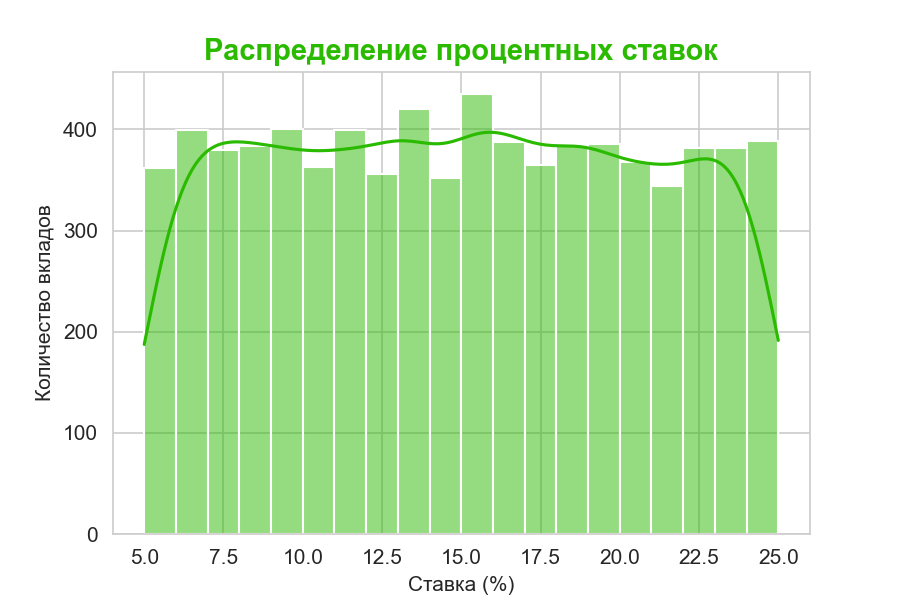 Распределение процентных ставок
Количество вкладов
400
300
200
100
0
5.0 7.5 10.0 12.5 15.0 17.5 20.0 22.5 25.0
Ставка (%)